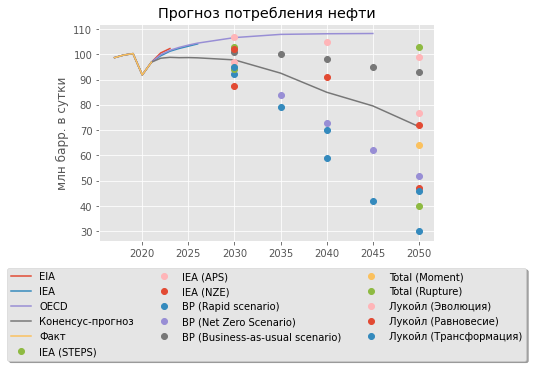 Прогноз потребления нефти
млн барр. в сутки
110
100
90
80
70
60
50
40
30
2020
2025
2030
2035
2040
2045
2050
EIA
IEA
OECD
Коненсус-прогноз
Факт
IEA (STEPS)
IEA (APS)
IEA (NZE)
BP (Rapid scenario)
BP (Net Zero Scenario)
BP (Business-as-usual scenario)
Total (Moment)
Total (Rupture)
Лукойл (Эволюция)
Лукойл (Равновесие)
Лукойл (Трансформация)